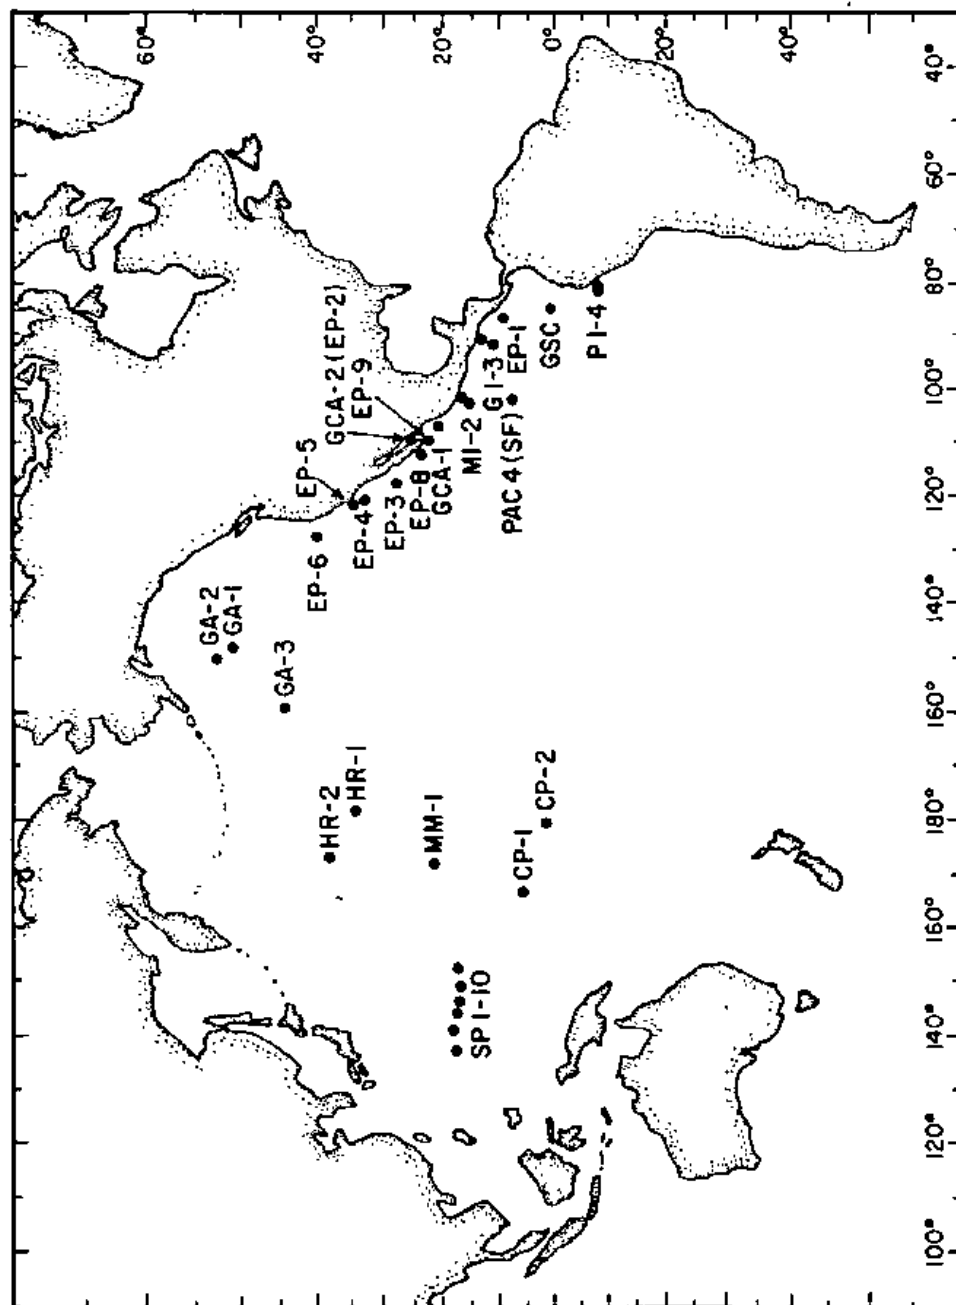 60°
GA-2
GA-1
GA-3
EP-5
EP-6
40°
HR-2
GCA-2(EP-2)
HR-1
EP-9
EP-4
EP-3
EP-8
MM-1
GCA-1
20°
MI-2
SP 1-10
G 1-3
PAC 4 (SF)
EP-1
CP-1
CP-2
GSC
0°
P 1-4
20°
40°
100° 120° 140° 160° 180° 160° 140° 120° 100° 80° 60° 40°